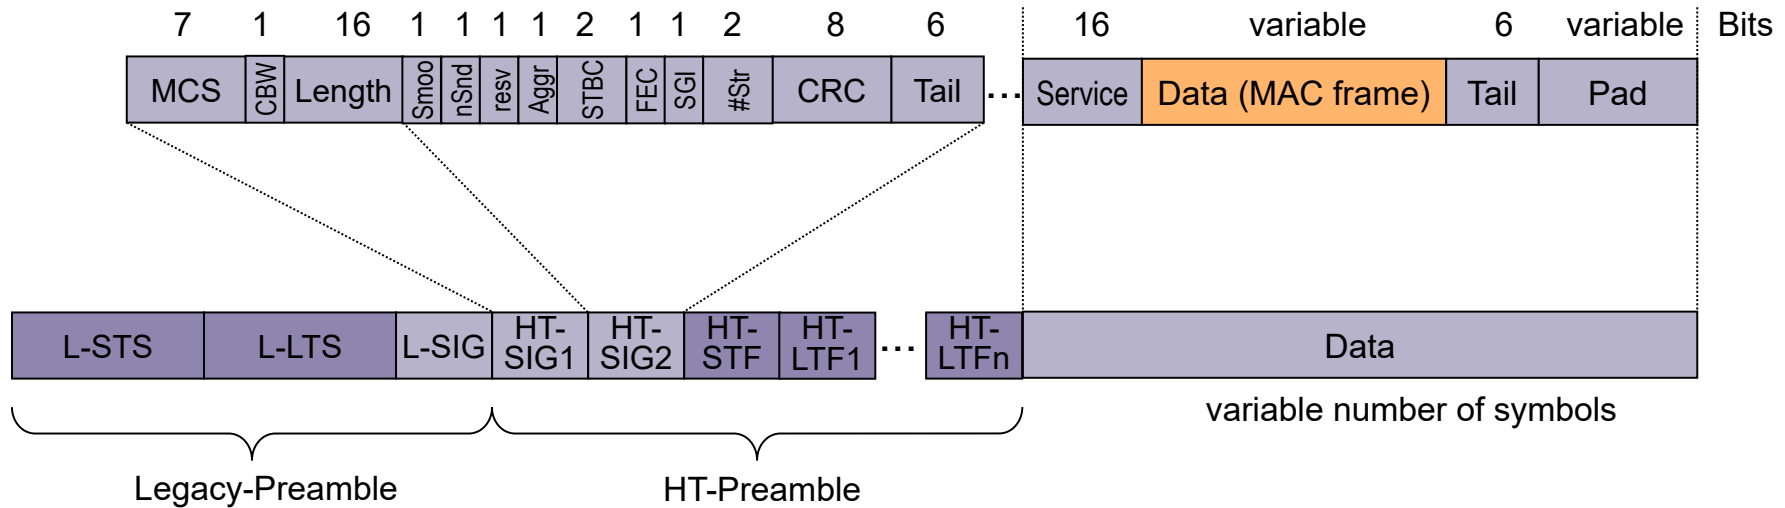 7 1 16 1 1 1 1 2 1 1 2 8 6 16 variable 6 variable Bits
MCS CBW Length Smoo nSnd resv Aggr STBC FEC SGI #Str CRC Tail ... Service Data (MAC frame) Tail Pad
L-STS L-LTS L-SIG HT-SIG1 HT-SIG2 HT-STF HT-LTF1 ... HT-LTFn Data
variable number of symbols
Legacy-Preamble HT-Preamble